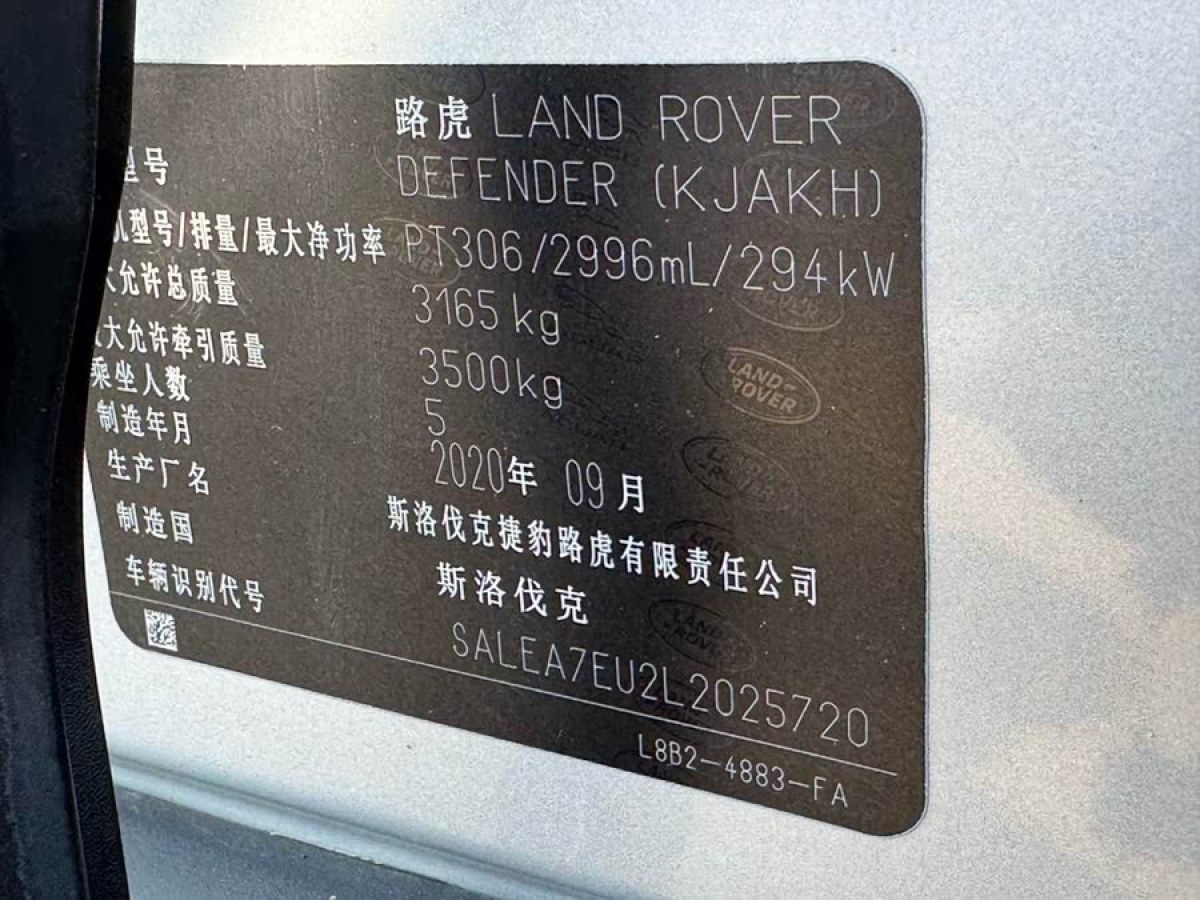 路虎 LAND ROVER
型号 DEFENDER (KJAKH)
机型号/排量/最大净功率 PT306/2996mL/294kW
大允许总质量 3165 kg
最大允许牵引质量 3500kg
乘坐人数 5
制造年月 2020年 09月
生产厂名 斯洛伐克捷豹路虎有限责任公司
制造国 斯洛伐克
车辆识别代号 SALEA7EU2L2025720
L8B2-4883-FA
LAND-
-ROVER